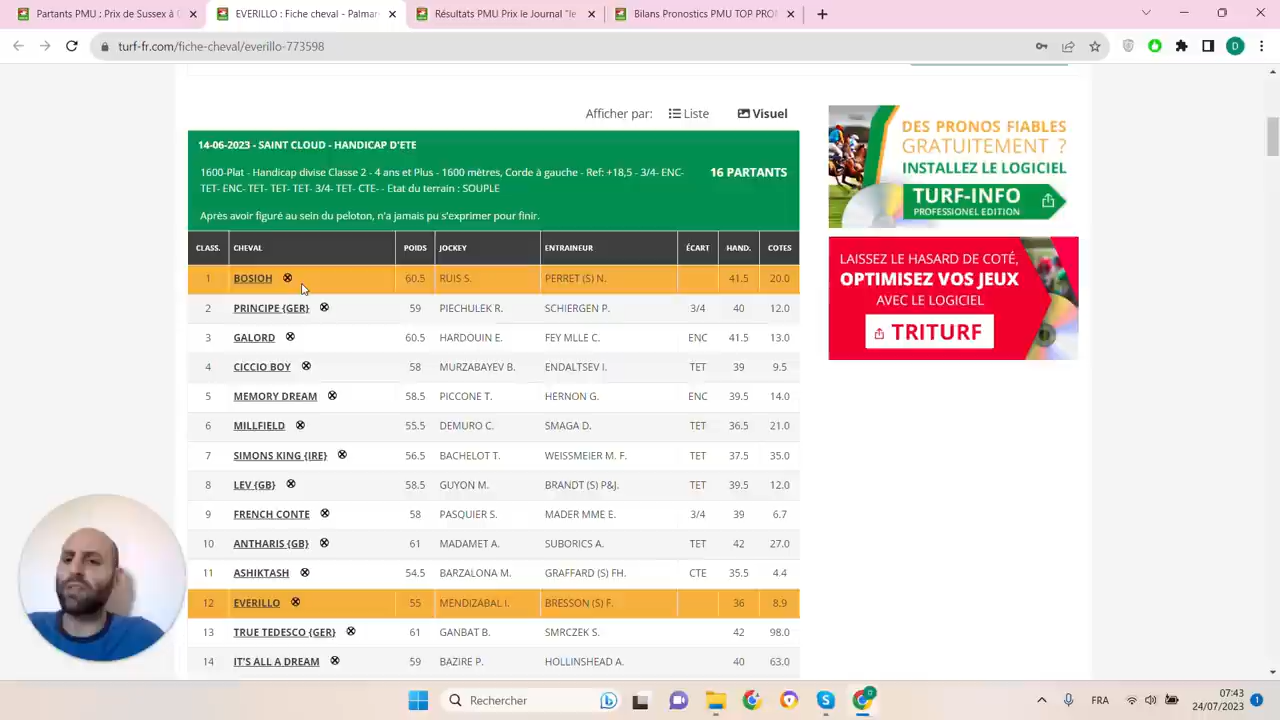 Partants PMU : Prix de Sussex à C
EVERILLO : Fiche cheval - Palmar
Résultats PMU Prix le Journal "le
Bilans Pronostics PMU TOP PRO
turf-fr.com/fiche-cheval/everillo-773598
D
Afficher par: Liste Visuel
14-06-2023 - SAINT CLOUD - HANDICAP D'ETE
1600-Plat - Handicap divise Classe 2 - 4 ans et Plus - 1600 mètres, Corde à gauche - Ref: +18,5 - 3/4- ENC-
TET- ENC- TET- TET- TET- 3/4- TET- CTE- - Etat du terrain : SOUPLE
16 PARTANTS
Après avoir figuré au sein du peloton, n'a jamais pu s'exprimer pour finir.
CLASS. CHEVAL POIDS JOCKEY ENTRAINEUR ÉCART HAND. COTES
1 BOSIOH 60.5 RUIS S. PERRET (S) N. 41.5 20.0
2 PRINCIPE {GER} 59 PIECHULEK R. SCHIERGEN P. 3/4 40 12.0
3 GALORD 60.5 HARDOUIN E. FEY MLLE C. ENC 41.5 13.0
4 CICCIO BOY 58 MURZABAYEV B. ENDALTSEV I. TET 39 9.5
5 MEMORY DREAM 58.5 PICCONE T. HERNON G. ENC 39.5 14.0
6 MILLFIELD 55.5 DEMURO C. SMAGA D. TET 36.5 21.0
7 SIMONS KING {IRE} 56.5 BACHELOT T. WEISSMEIER M. F. TET 37.5 35.0
8 LEV {GB} 58.5 GUYON M. BRANDT (S) P&J. TET 39.5 12.0
9 FRENCH CONTE 58 PASQUIER S. MADER MME E. 3/4 39 6.7
10 ANTHARIS {GB} 61 MADAMET A. SUBORICS A. TET 42 27.0
11 ASHIKTASH 54.5 BARZALONA M. GRAFFARD (S) FH. CTE 35.5 4.4
12 EVERILLO 55 MENDIZABAL I. BRESSON (S) F. 36 8.9
13 TRUE TEDESCO {GER} 61 GANBAT B. SMRCZEK S. 42 98.0
14 IT'S ALL A DREAM 59 BAZIRE P. HOLLINSHEAD A. 40 63.0
DES PRONOS FIABLES
GRATUITEMENT ?
INSTALLEZ LE LOGICIEL
TURF-INFO
PROFESSIONEL EDITION
LAISSEZ LE HASARD DE COTÉ,
OPTIMISEZ VOS JEUX
AVEC LE LOGICIEL
TRITURF
Rechercher
FRA
07:43
24/07/2023